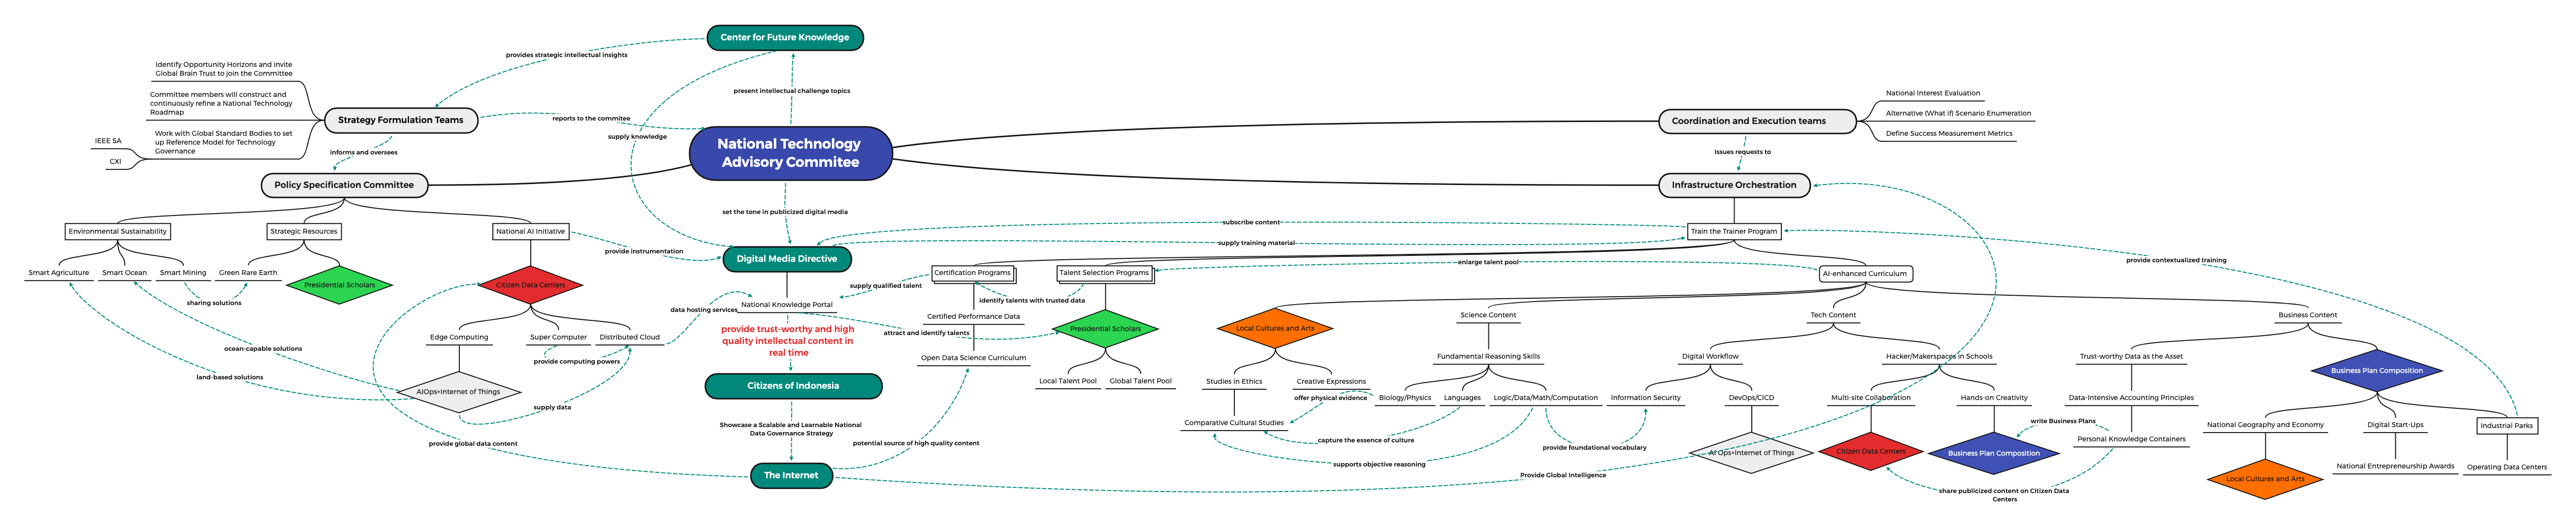 Center for Future Knowledge
provides strategic intellectual insights
Identify Opportunity Horizons and invite
Global Brain Trust to join the Committee
present intellectual challenge topics
Committee members will construct and
continuously refine a National Technology
Roadmap
Strategy Formulation Teams
reports to the commitee
supply knowledge
Work with Global Standard Bodies to set
up Reference Model for Technology
Governance
IEEE SA
CXI
informs and oversees
National Technology
Advisory Commitee
Coordination and Execution teams
National Interest Evaluation
Alternative (What if) Scenario Enumeration
Define Success Measurement Metrics
Issues requests to
Policy Specification Committee
Infrastructure Orchestration
set the tone in publicized digital media
subscribe content
Environmental Sustainability
Strategic Resources
National AI Initiative
Train the Trainer Program
provide instrumentation
supply training material
Digital Media Directive
enlarge talent pool
provide contextualized training
Smart Agriculture
Smart Ocean
Smart Mining
Green Rare Earth
Presidential Scholars
Citizen Data Centers
sharing solutions
Certification Programs
Talent Selection Programs
AI-enhanced Curriculum
supply qualified talent
identify talents with trusted data
National Knowledge Portal
data hosting services
Certified Performance Data
provide trust-worthy and high
quality intellectual content in
real time
attract and identify talents
Presidential Scholars
Local Cultures and Arts
Science Content
Tech Content
Business Content
Edge Computing
Super Computer
Distributed Cloud
ocean-capable solutions
provide computing powers
land-based solutions
Open Data Science Curriculum
Fundamental Reasoning Skills
Digital Workflow
Hacker/Makerspaces in Schools
Trust-worthy Data as the Asset
Business Plan Composition
Citizens of Indonesia
Local Talent Pool
Global Talent Pool
Studies in Ethics
Creative Expressions
AIOps+Internet of Things
supply data
offer physical evidence
Biology/Physics
Languages
Logic/Data/Math/Computation
Information Security
DevOps/CICD
Multi-site Collaboration
Hands-on Creativity
Data-Intensive Accounting Principles
Showcase a Scalable and Learnable National
Data Governance Strategy
provide global data content
potential source of high quality content
Comparative Cultural Studies
capture the essence of culture
provide foundational vocabulary
supports objective reasoning
write Business Plans
National Geography and Economy
Digital Start-Ups
Industrial Parks
Personal Knowledge Containers
AI Ops+Internet of Things
Citizen Data Centers
Business Plan Composition
The Internet
Provide Global Intelligence
National Entrepreneurship Awards
Operating Data Centers
Local Cultures and Arts
share publicized content on Citizen Data
Centers